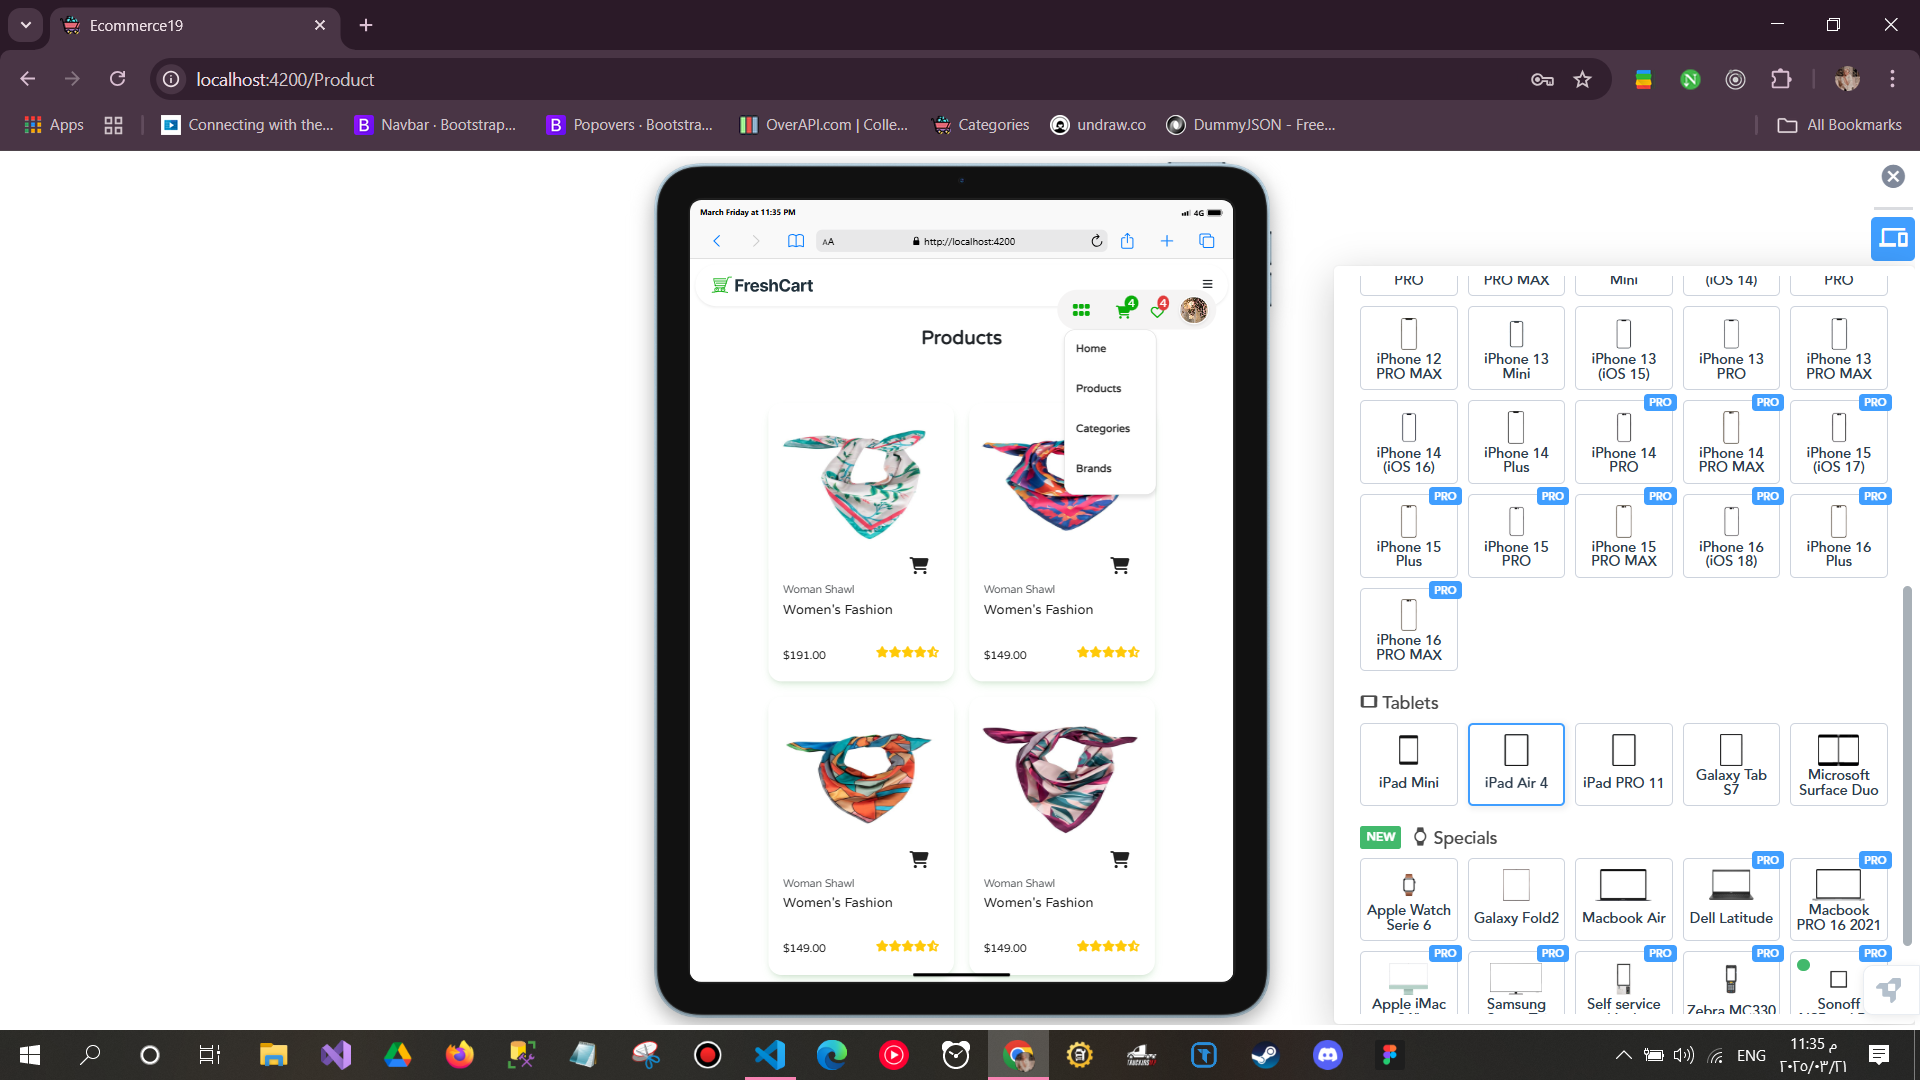 Ecommerce19
localhost:4200/Product
Apps
Connecting with the...
B Navbar · Bootstrap...
B Popovers · Bootstra...
OverAPI.com | Colle...
Categories
undraw.co
DummyJSON - Free...
All Bookmarks
March Friday at 11:35 PM
4G
AA
http://localhost:4200
FreshCart
4
4
Products
Home
Products
Categories
Brands
Woman Shawl
Women's Fashion
$191.00
Woman Shawl
Women's Fashion
$149.00
Woman Shawl
Women's Fashion
$149.00
Woman Shawl
Women's Fashion
$149.00
PRO
PRO MAX
Mini
(iOS 14)
PRO
iPhone 12
PRO MAX
iPhone 13
Mini
iPhone 13
(iOS 15)
iPhone 13
PRO
iPhone 13
PRO MAX
iPhone 14
(iOS 16)
iPhone 14
Plus
PRO
iPhone 14
PRO
PRO
iPhone 14
PRO MAX
PRO
iPhone 15
(iOS 17)
PRO
iPhone 15
Plus
PRO
iPhone 15
PRO
PRO
iPhone 15
PRO MAX
PRO
iPhone 16
(iOS 18)
PRO
iPhone 16
Plus
PRO
iPhone 16
PRO MAX
Tablets
iPad Mini
iPad Air 4
iPad PRO 11
Galaxy Tab
S7
Microsoft
Surface Duo
NEW
Specials
Apple Watch
Serie 6
Galaxy Fold2
Macbook Air
PRO
Dell Latitude
PRO
Macbook
PRO 16 2021
PRO
Apple iMac
PRO
Samsung
PRO
Self service
PRO
Zebra MC330
PRO
Sonoff
ENG
11:35 م
٢٠٢٥/٠٣/٢١